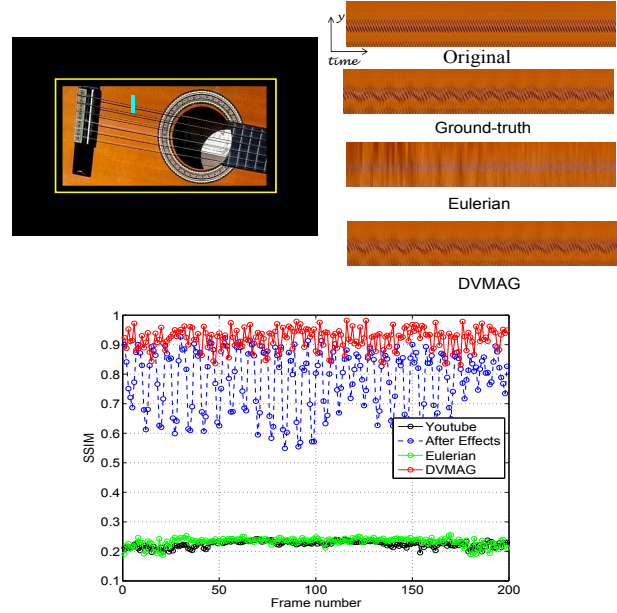 y
time
Original
Ground-truth
Eulerian
DVMAG
1
0.9
0.8
0.7
0.6
0.5
0.4
0.3
0.2
0.1
SSIM
Youtube
After Effects
Eulerian
DVMAG
0
50
100
150
200
Frame number